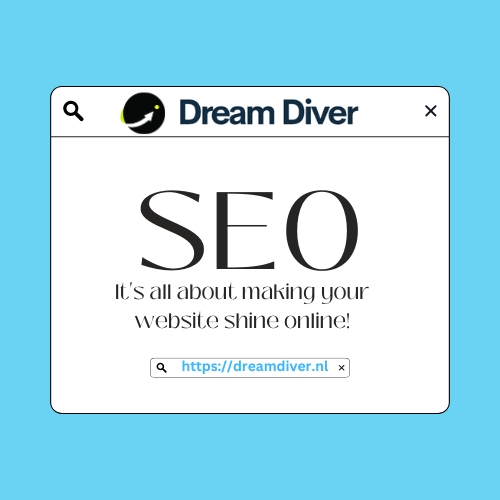 Dream Diver
SEO
It's all about making your
website shine online!
https://dreamdiver.nl